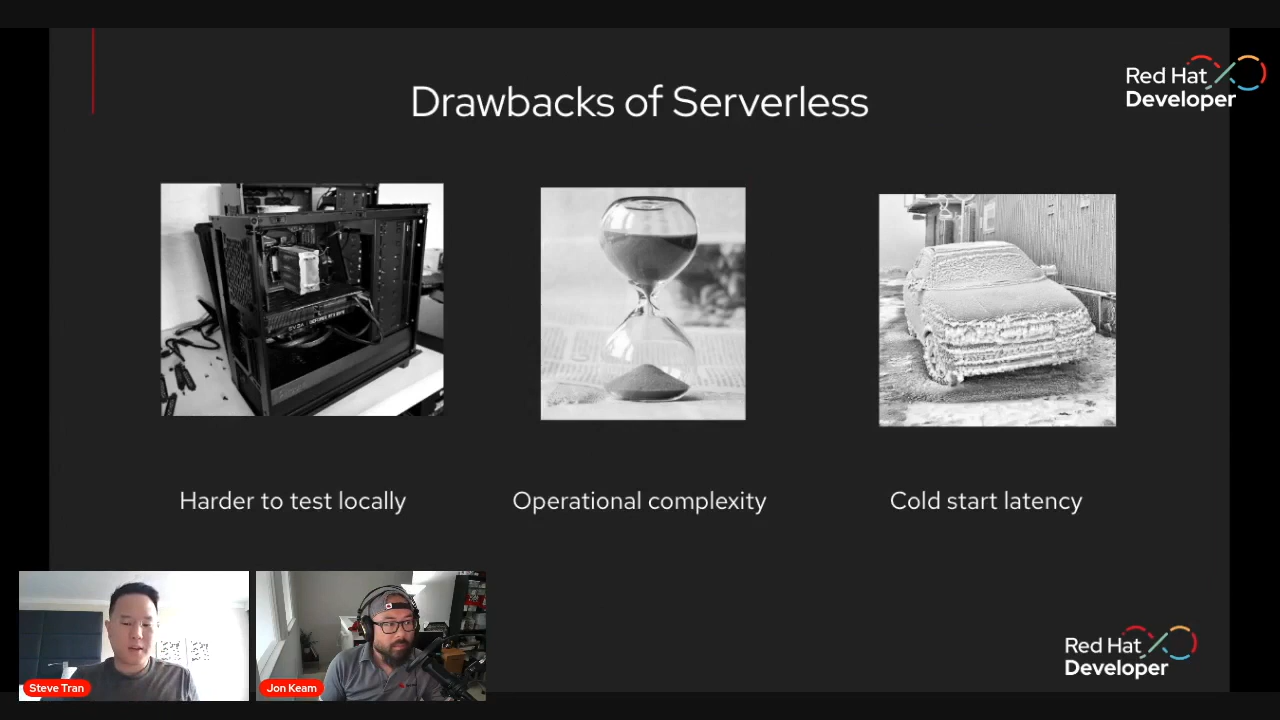 Drawbacks of Serverless
Red Hat
Developer
Harder to test locally
Operational complexity
Cold start latency
Steve Tran
Jon Keam
Red Hat
Developer